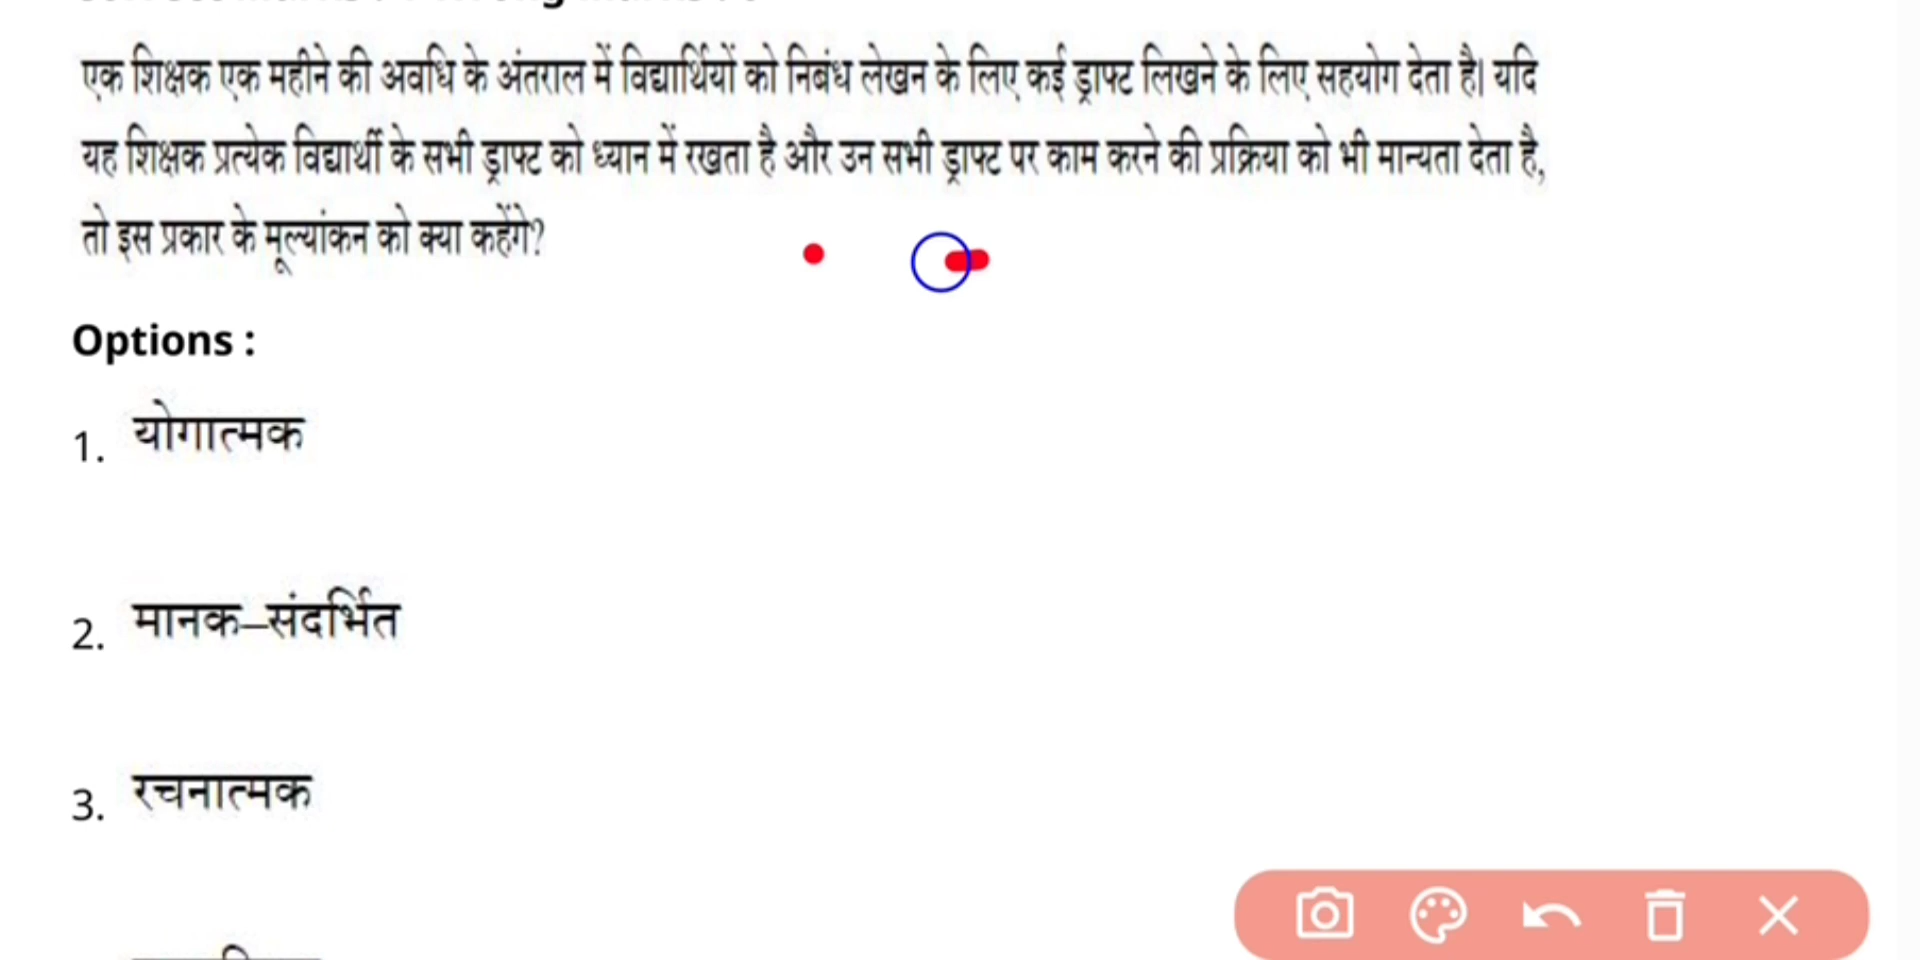 एक शिक्षक एक महीने की अवधि के अंतराल में विद्यार्थियों को निबंध लेखन के लिए कई ड्राफ्ट लिखने के लिए सहयोग देता है। यदि
यह शिक्षक प्रत्येक विद्यार्थी के सभी ड्राफ्ट को ध्यान में रखता है और उन सभी ड्राफ्ट पर काम करने की प्रक्रिया को भी मान्यता देता है,
तो इस प्रकार के मूल्यांकन को क्या कहेंगे?
Options :
1. योगात्मक
2. मानक–संदर्भित
3. रचनात्मक